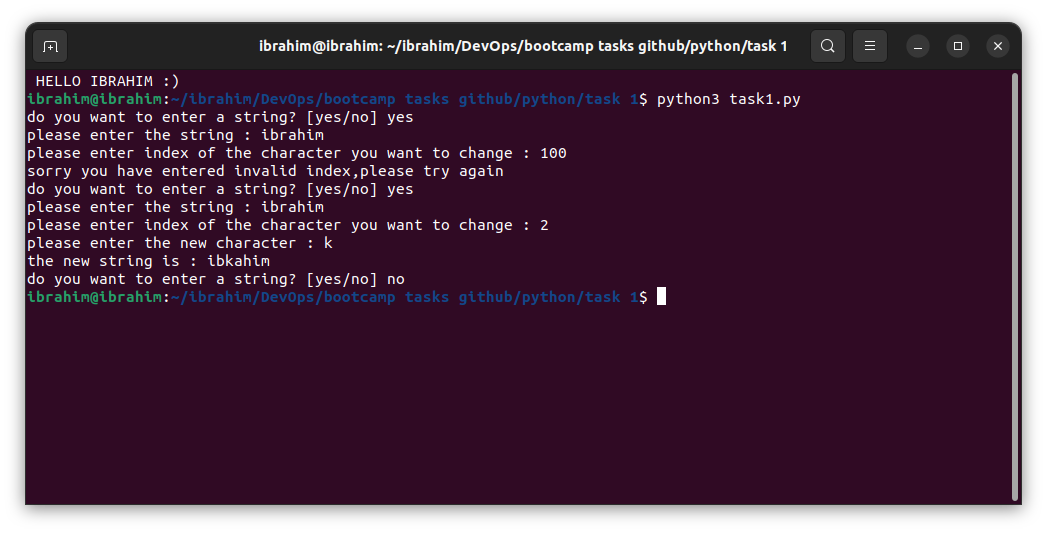 ibrahim@ibrahim: ~/ibrahim/DevOps/bootcamp tasks github/python/task 1
HELLO IBRAHIM :)
ibrahim@ibrahim:~/ibrahim/DevOps/bootcamp tasks github/python/task 1$ python3 task1.py
do you want to enter a string? [yes/no] yes
please enter the string : ibrahim
please enter index of the character you want to change : 100
sorry you have entered invalid index,please try again
do you want to enter a string? [yes/no] yes
please enter the string : ibrahim
please enter index of the character you want to change : 2
please enter the new character : k
the new string is : ibkahim
do you want to enter a string? [yes/no] no
ibrahim@ibrahim:~/ibrahim/DevOps/bootcamp tasks github/python/task 1$